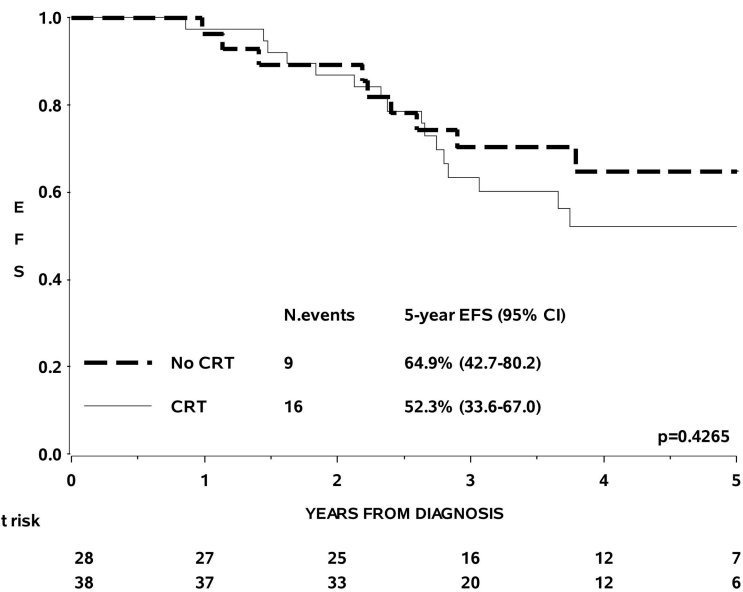 1.0
0.8
0.6
E
F
S
0.4
N.events 5-year EFS (95% CI)
No CRT 9 64.9% (42.7-80.2)
0.2
CRT 16 52.3% (33.6-67.0)
p=0.4265
0.0
0 1 2 3 4 5
YEARS FROM DIAGNOSIS
t risk
28 27 25 16 12 7
38 37 33 20 12 6